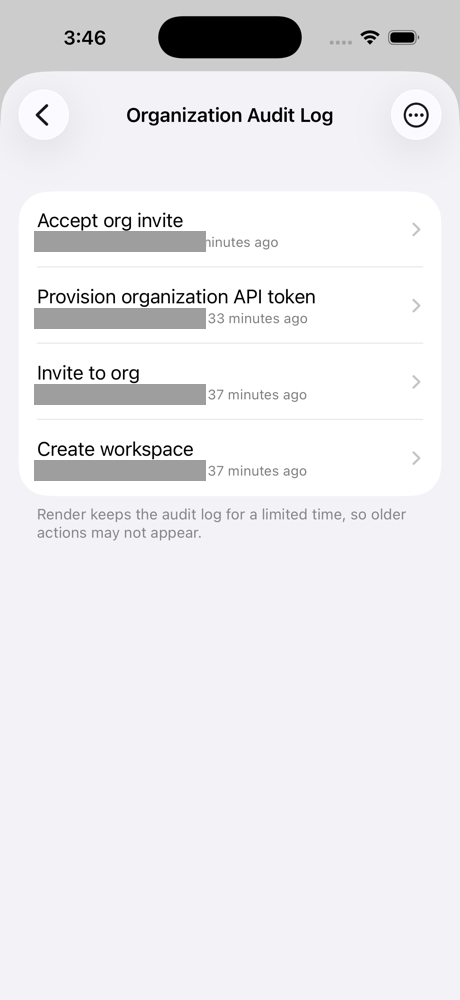 3:46
Organization Audit Log
Accept org invite
minutes ago
Provision organization API token
33 minutes ago
Invite to org
37 minutes ago
Create workspace
37 minutes ago
Render keeps the audit log for a limited time, so older
actions may not appear.